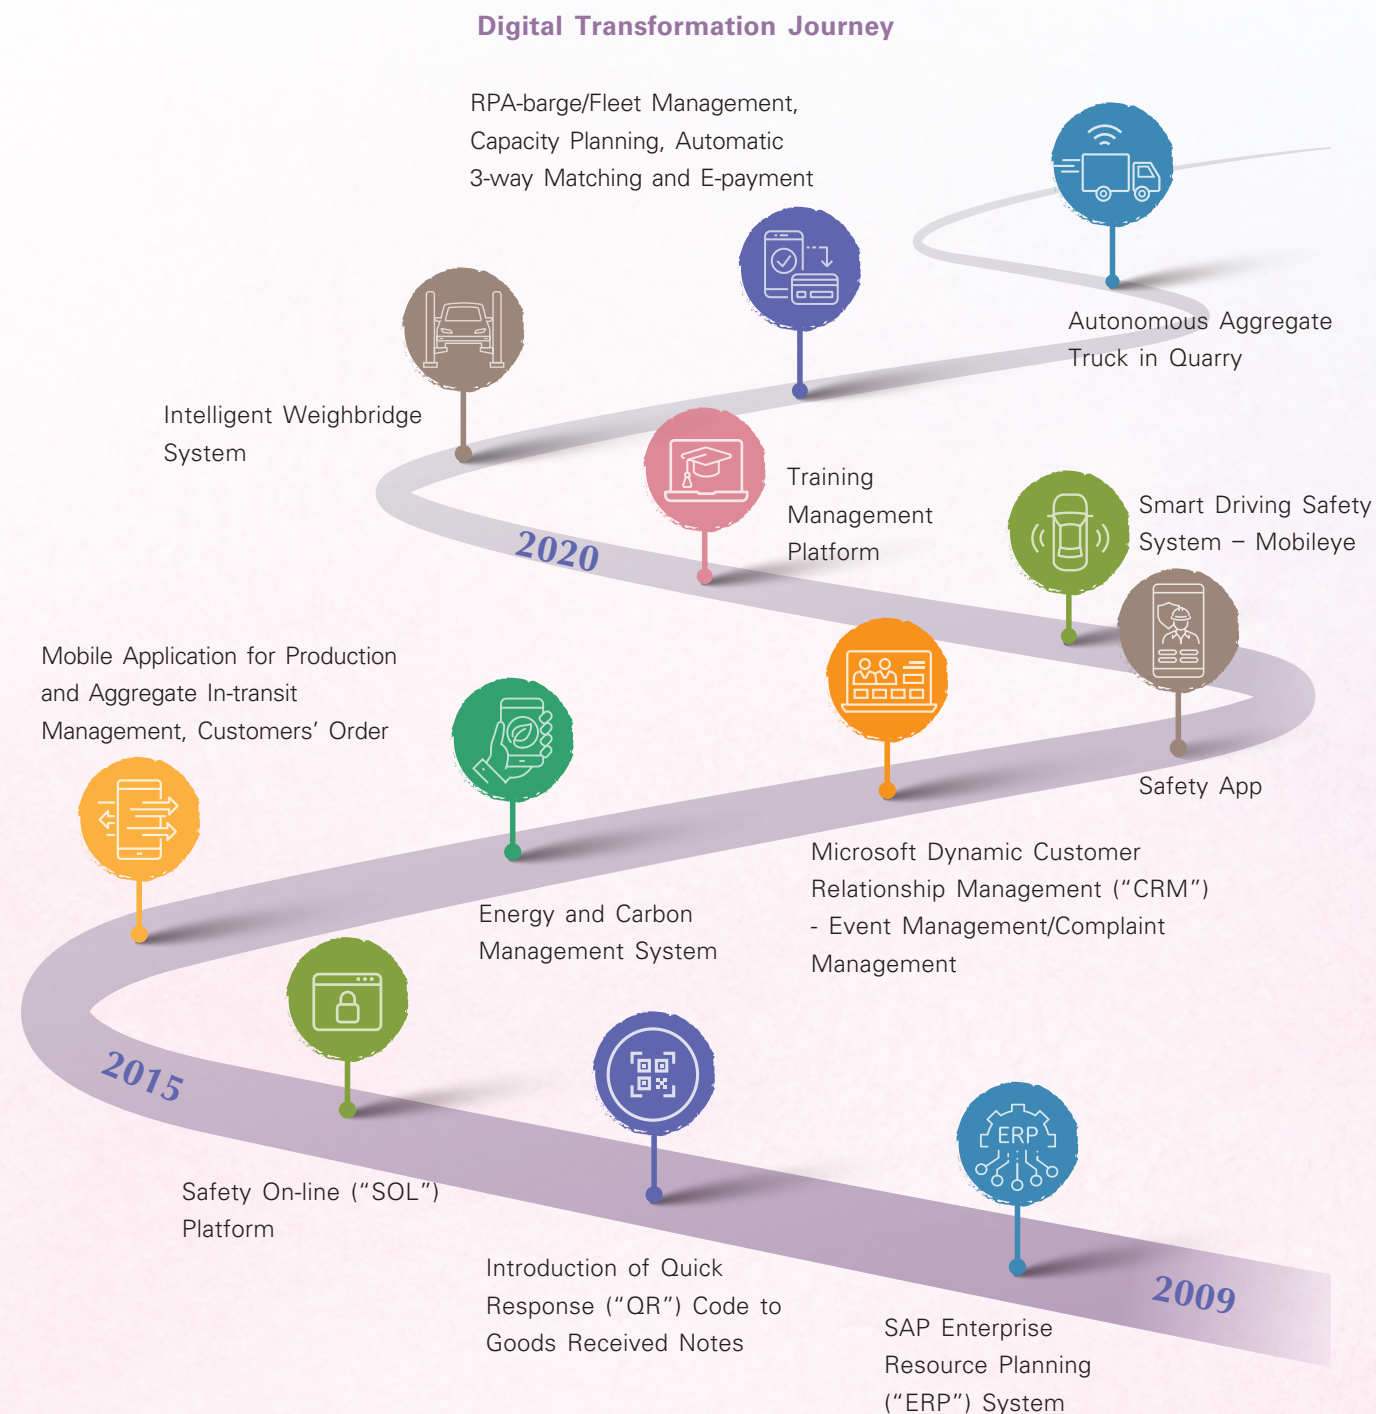 Digital Transformation Journey
RPA-barge/Fleet Management,
Capacity Planning, Automatic
3-way Matching and E-payment
Autonomous Aggregate
Truck in Quarry
Intelligent Weighbridge
System
Training
Management
Platform
Smart Driving Safety
System – Mobileye
2020
Mobile Application for Production
and Aggregate In-transit
Management, Customers’ Order
Safety App
Microsoft Dynamic Customer
Relationship Management (“CRM”)
- Event Management/Complaint
Management
Energy and Carbon
Management System
2015
Safety On-line (“SOL”)
Platform
Introduction of Quick
Response (“QR”) Code to
Goods Received Notes
ERP
2009
SAP Enterprise
Resource Planning
(“ERP”) System